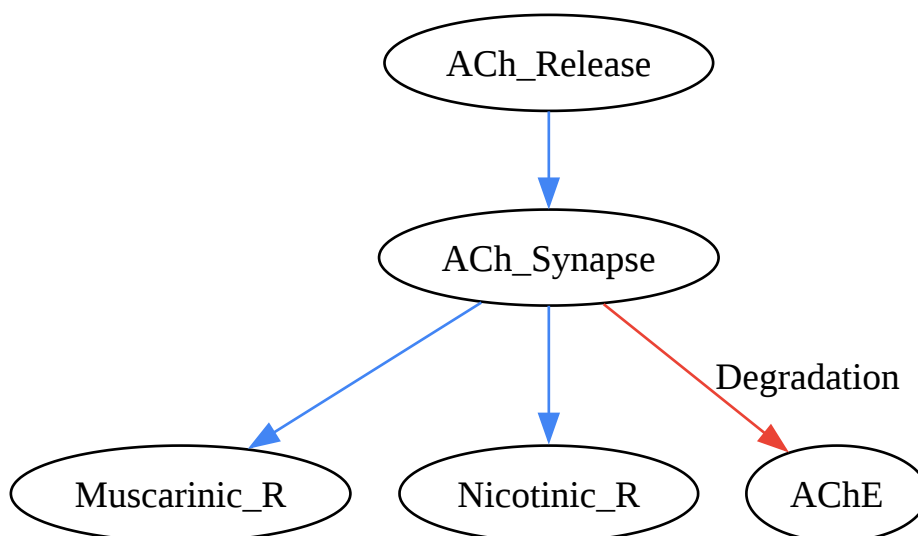 ACh_Release
ACh_Synapse
Degradation
Muscarinic_R
Nicotinic_R
AChE